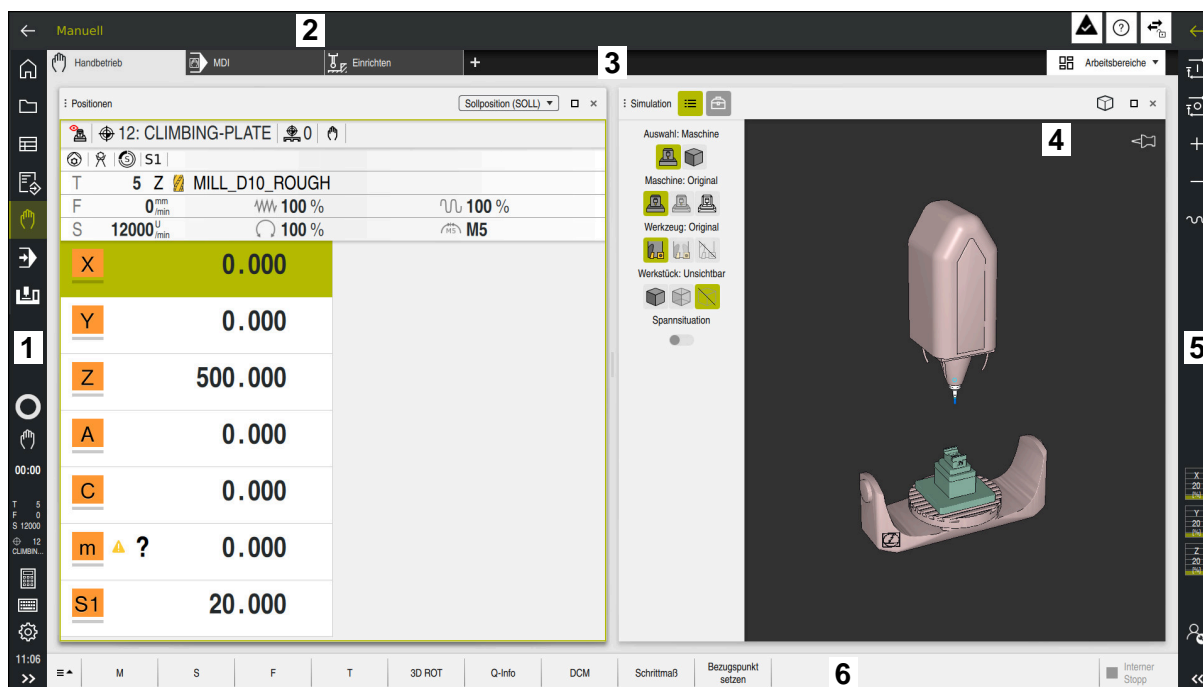 Manuell
2
Handbetrieb
MDI
Einrichten
+
3
Arbeitsbereiche
Positionen
Sollposition (SOLL)
12: CLIMBING-PLATE
0
S1
T 5 Z MILL_D10_ROUGH
F 0 mm/min 100 % 100 %
S 12000 U/min 100 % M5
X 0.000
Y 0.000
Z 500.000
A 0.000
C 0.000
m ? 0.000
S1 20.000
Simulation
4
Auswahl: Maschine
Maschine: Original
Werkzeug: Original
Werkstück: Unsichtbar
Spannsituation
1
00:00
T 5
F 0
S 12000
12
CLIMBIN...
11:06
5
X
20
[%]
Y
20
[%]
Z
20
[%]
M
S
F
T
3D ROT
Q-Info
DCM
Schrittmaß
Bezugspunkt
setzen
6
Interner
Stopp